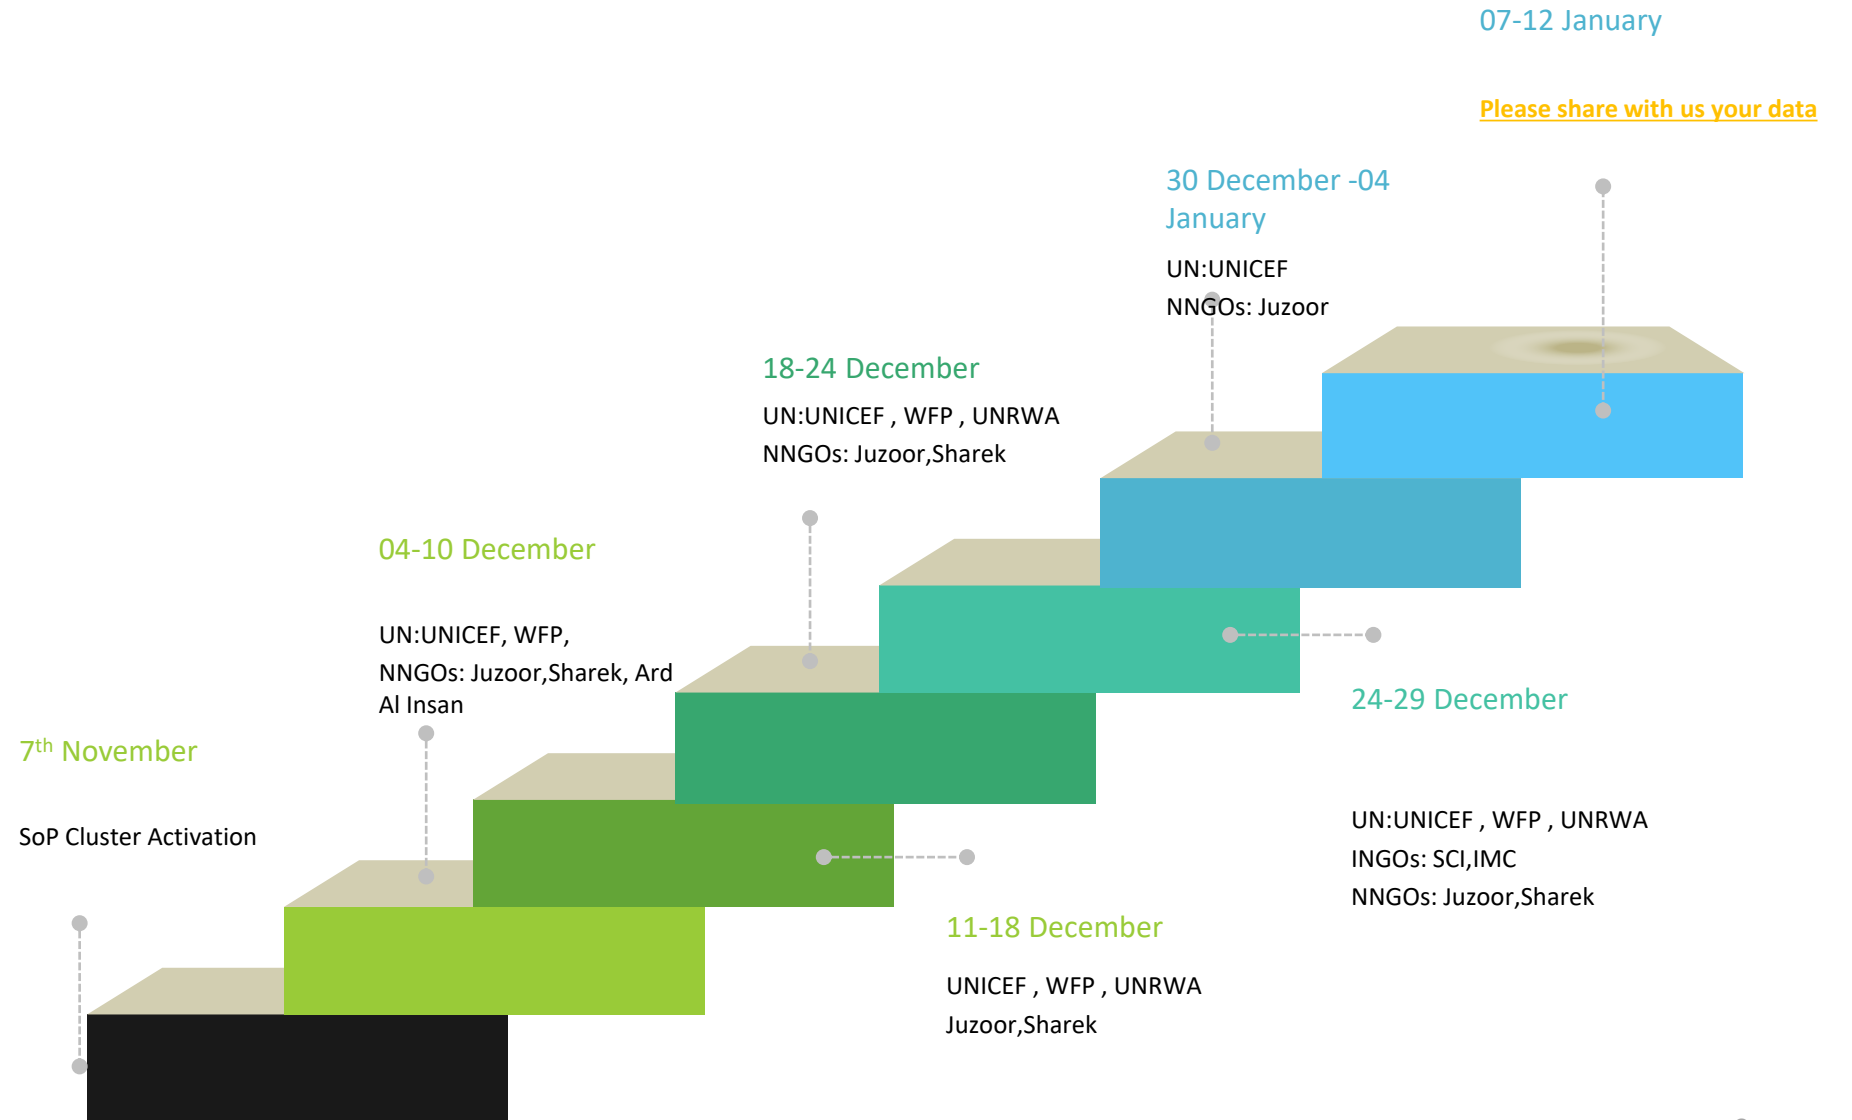 07-12 January
Please share with us your data
30 December -04
January
UN:UNICEF
NNGOs: Juzoor
18-24 December
UN:UNICEF , WFP , UNRWA
NNGOs: Juzoor,Sharek
04-10 December
UN:UNICEF, WFP,
NNGOs: Juzoor,Sharek, Ard
Al Insan
7th November
SoP Cluster Activation
24-29 December
UN:UNICEF , WFP , UNRWA
INGOs: SCI,IMC
NNGOs: Juzoor,Sharek
11-18 December
UNICEF , WFP , UNRWA
Juzoor,Sharek